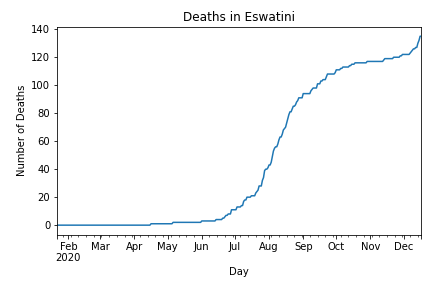 Deaths in Eswatini
140
120
100
80
60
40
20
0
Number of Deaths
Feb Mar Apr May Jun Jul Aug Sep Oct Nov Dec
2020
Day